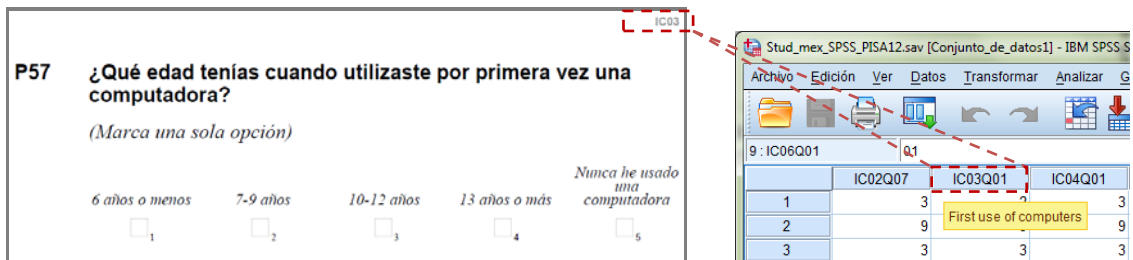 IC03
P57 ¿Qué edad tenías cuando utilizaste por primera vez una
computadora?
(Marca una sola opción)
6 años o menos 7-9 años 10-12 años 13 años o más Nunca he usado
una
computadora
1 2 3 4 5
Stud_mex_SPSS_PISA12.sav [Conjunto_de_datos1] - IBM SPSS S
Archivo Edición Ver Datos Transformar Analizar G
9 : IC06Q01
IC02Q07 IC03Q01 IC04Q01
1 3 3
First use of computers
2 9 9
3 3 3 3